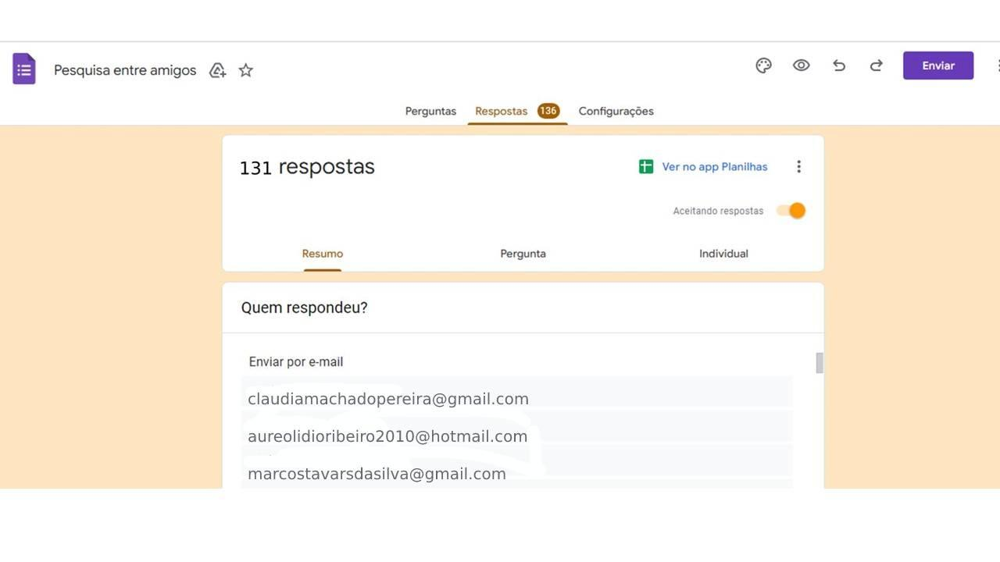 Pesquisa entre amigos
Enviar
Perguntas Respostas 136 Configurações
131 respostas
Ver no app Planilhas
Aceitando respostas
Resumo Pergunta Individual
Quem respondeu?
Enviar por e-mail
claudiamachadopereira@gmail.com
aureolidioribeiro2010@hotmail.com
marcostavarsdasilva@gmail.com